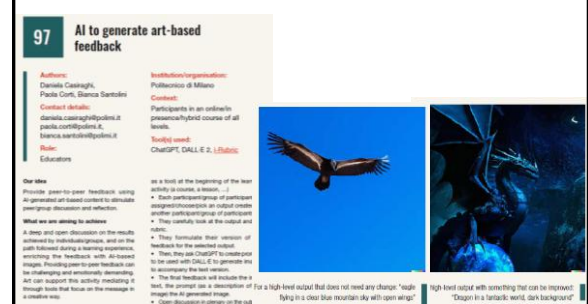 97
AI to generate art-based
feedback
Authors:
Daniela Casiraghi,
Paola Corti, Bianca Santolini
Contact details:
daniela.casiraghi@polimi.it
paola.corti@polimi.it,
bianca.santolini@polimi.it
Role:
Educators
Institution/organisation:
Politecnico di Milano
Context:
Participants in an online/in
presence/hybrid course of all
levels.
Tool(s) used:
ChatGPT, DALL-E 2, i-Rubric
Our idea
Provide peer-to-peer feedback using
AI-generated art-based content to stimulate
peer/group discussion and reflection.
What we are aiming to achieve
A deep and open discussion on the results
achieved by individuals/groups, and on the
path followed during a learning experience,
enriching the feedback with AI-based
images. Providing peer-to-peer feedback can
be challenging and emotionally demanding.
Art can support this activity mediating it
through tools that focus on the message in
a creative way.
as a tool) at the beginning of the lear
activity (a course, a lesson, ...)
• Each participant/group of participan
assigned/choose/pick an output create
another participant/group of participant
• They carefully look at the output and
rubric.
• They formulate their version of
feedback for the selected output.
• Then, they ask ChatGPT to create pro
to be used with DALL-E to generate im
to accompany the text version.
• The final feedback will include the
text, the prompt (as a description of
image) the AI generated image.
• Open discussion in plenary on the out
For a high-level output that does not need any change: "eagle
flying in a clear blue mountain sky with open wings"
high-level output with something that can be improved:
"Dragon in a fantastic world, dark background"